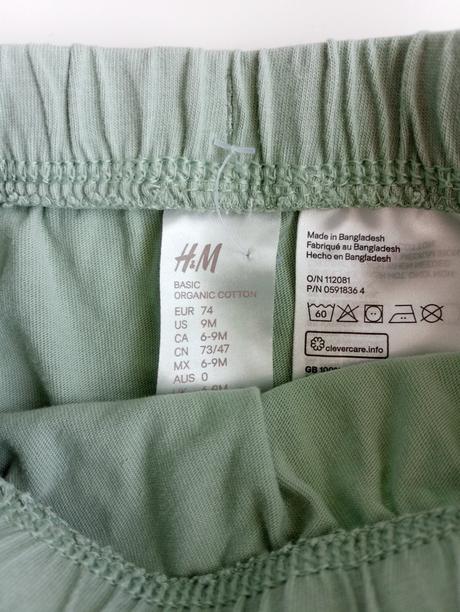 H&M
BASIC
ORGANIC COTTON
EUR 74
US 9M
CA 6-9M
CN 73/47
MX 6-9M
AUS 0
Made in Bangladesh
Fabriqué au Bangladesh
Hecho en Bangladesh
O/N 112081
P/N 0591836 4
60
clevercare.info
GB